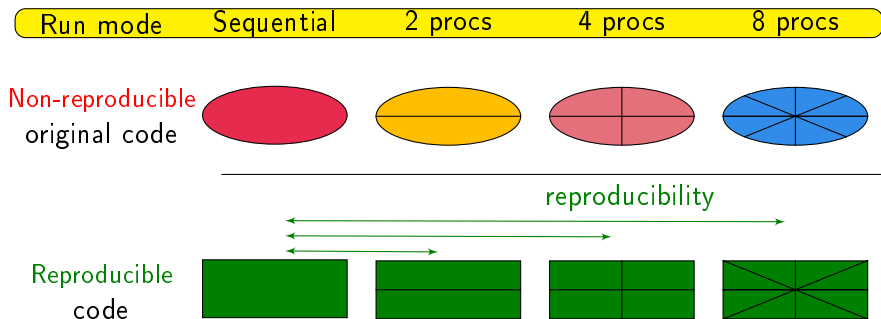 Run mode Sequential 2 procs 4 procs 8 procs
Non-reproducible
original code
reproducibility
Reproducible
code